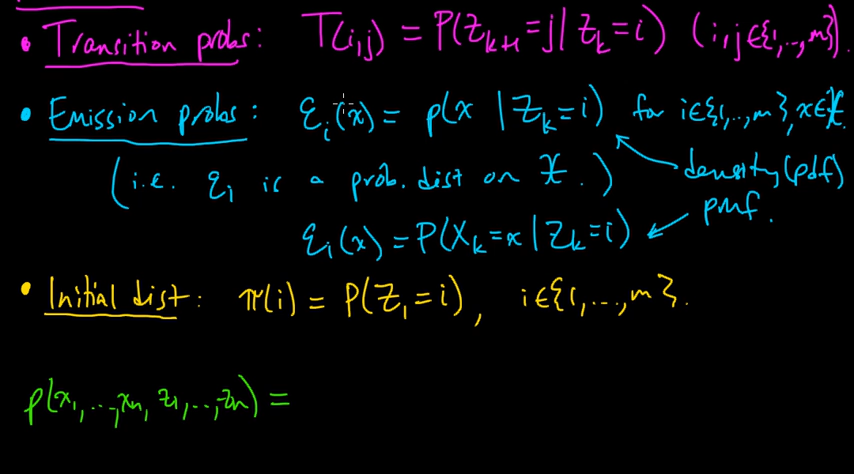 • Transition probs: T(i,j) = P(Z_{k+1}=j | Z_k=i) (i,j∈{1,..,m}).
• Emission probs: ε_i(x) = p(x | Z_k=i) for i∈{1,..,m}, x∈𝒳.
(i.e. ε_i is a prob. dist on 𝒳.) density (pdf)
ε_i(x) = P(X_k=x | Z_k=i) pmf.
• Initial dist: π(i) = P(Z_1=i), i∈{1,...,m}.
p(x_1,...,x_n, z_1,...,z_n) =